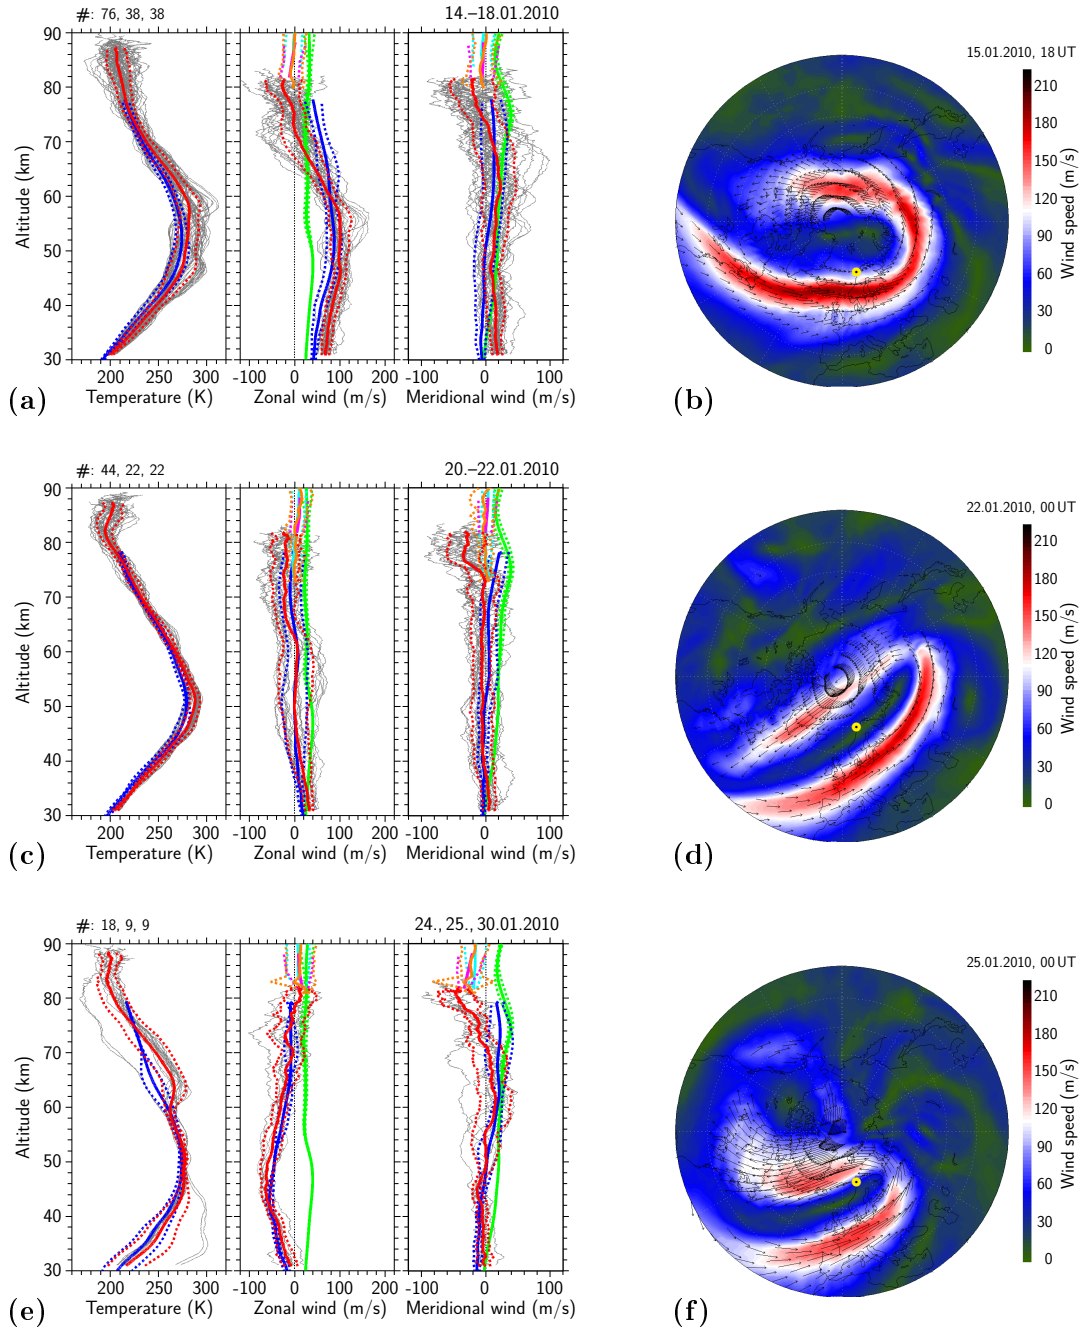 #: 76, 38, 38
14.–18.01.2010
90
80
70
60
50
40
30
Altitude (km)
200 250 300
-100 0 100 200
-100 0 100
Temperature (K)
Zonal wind (m/s)
Meridional wind (m/s)
(a)
15.01.2010, 18 UT
210
180
150
120
90
60
30
0
Wind speed (m/s)
(b)
#: 44, 22, 22
20.–22.01.2010
90
80
70
60
50
40
30
Altitude (km)
200 250 300
-100 0 100 200
-100 0 100
Temperature (K)
Zonal wind (m/s)
Meridional wind (m/s)
(c)
22.01.2010, 00 UT
210
180
150
120
90
60
30
0
Wind speed (m/s)
(d)
#: 18, 9, 9
24., 25., 30.01.2010
90
80
70
60
50
40
30
Altitude (km)
200 250 300
-100 0 100 200
-100 0 100
Temperature (K)
Zonal wind (m/s)
Meridional wind (m/s)
(e)
25.01.2010, 00 UT
210
180
150
120
90
60
30
0
Wind speed (m/s)
(f)